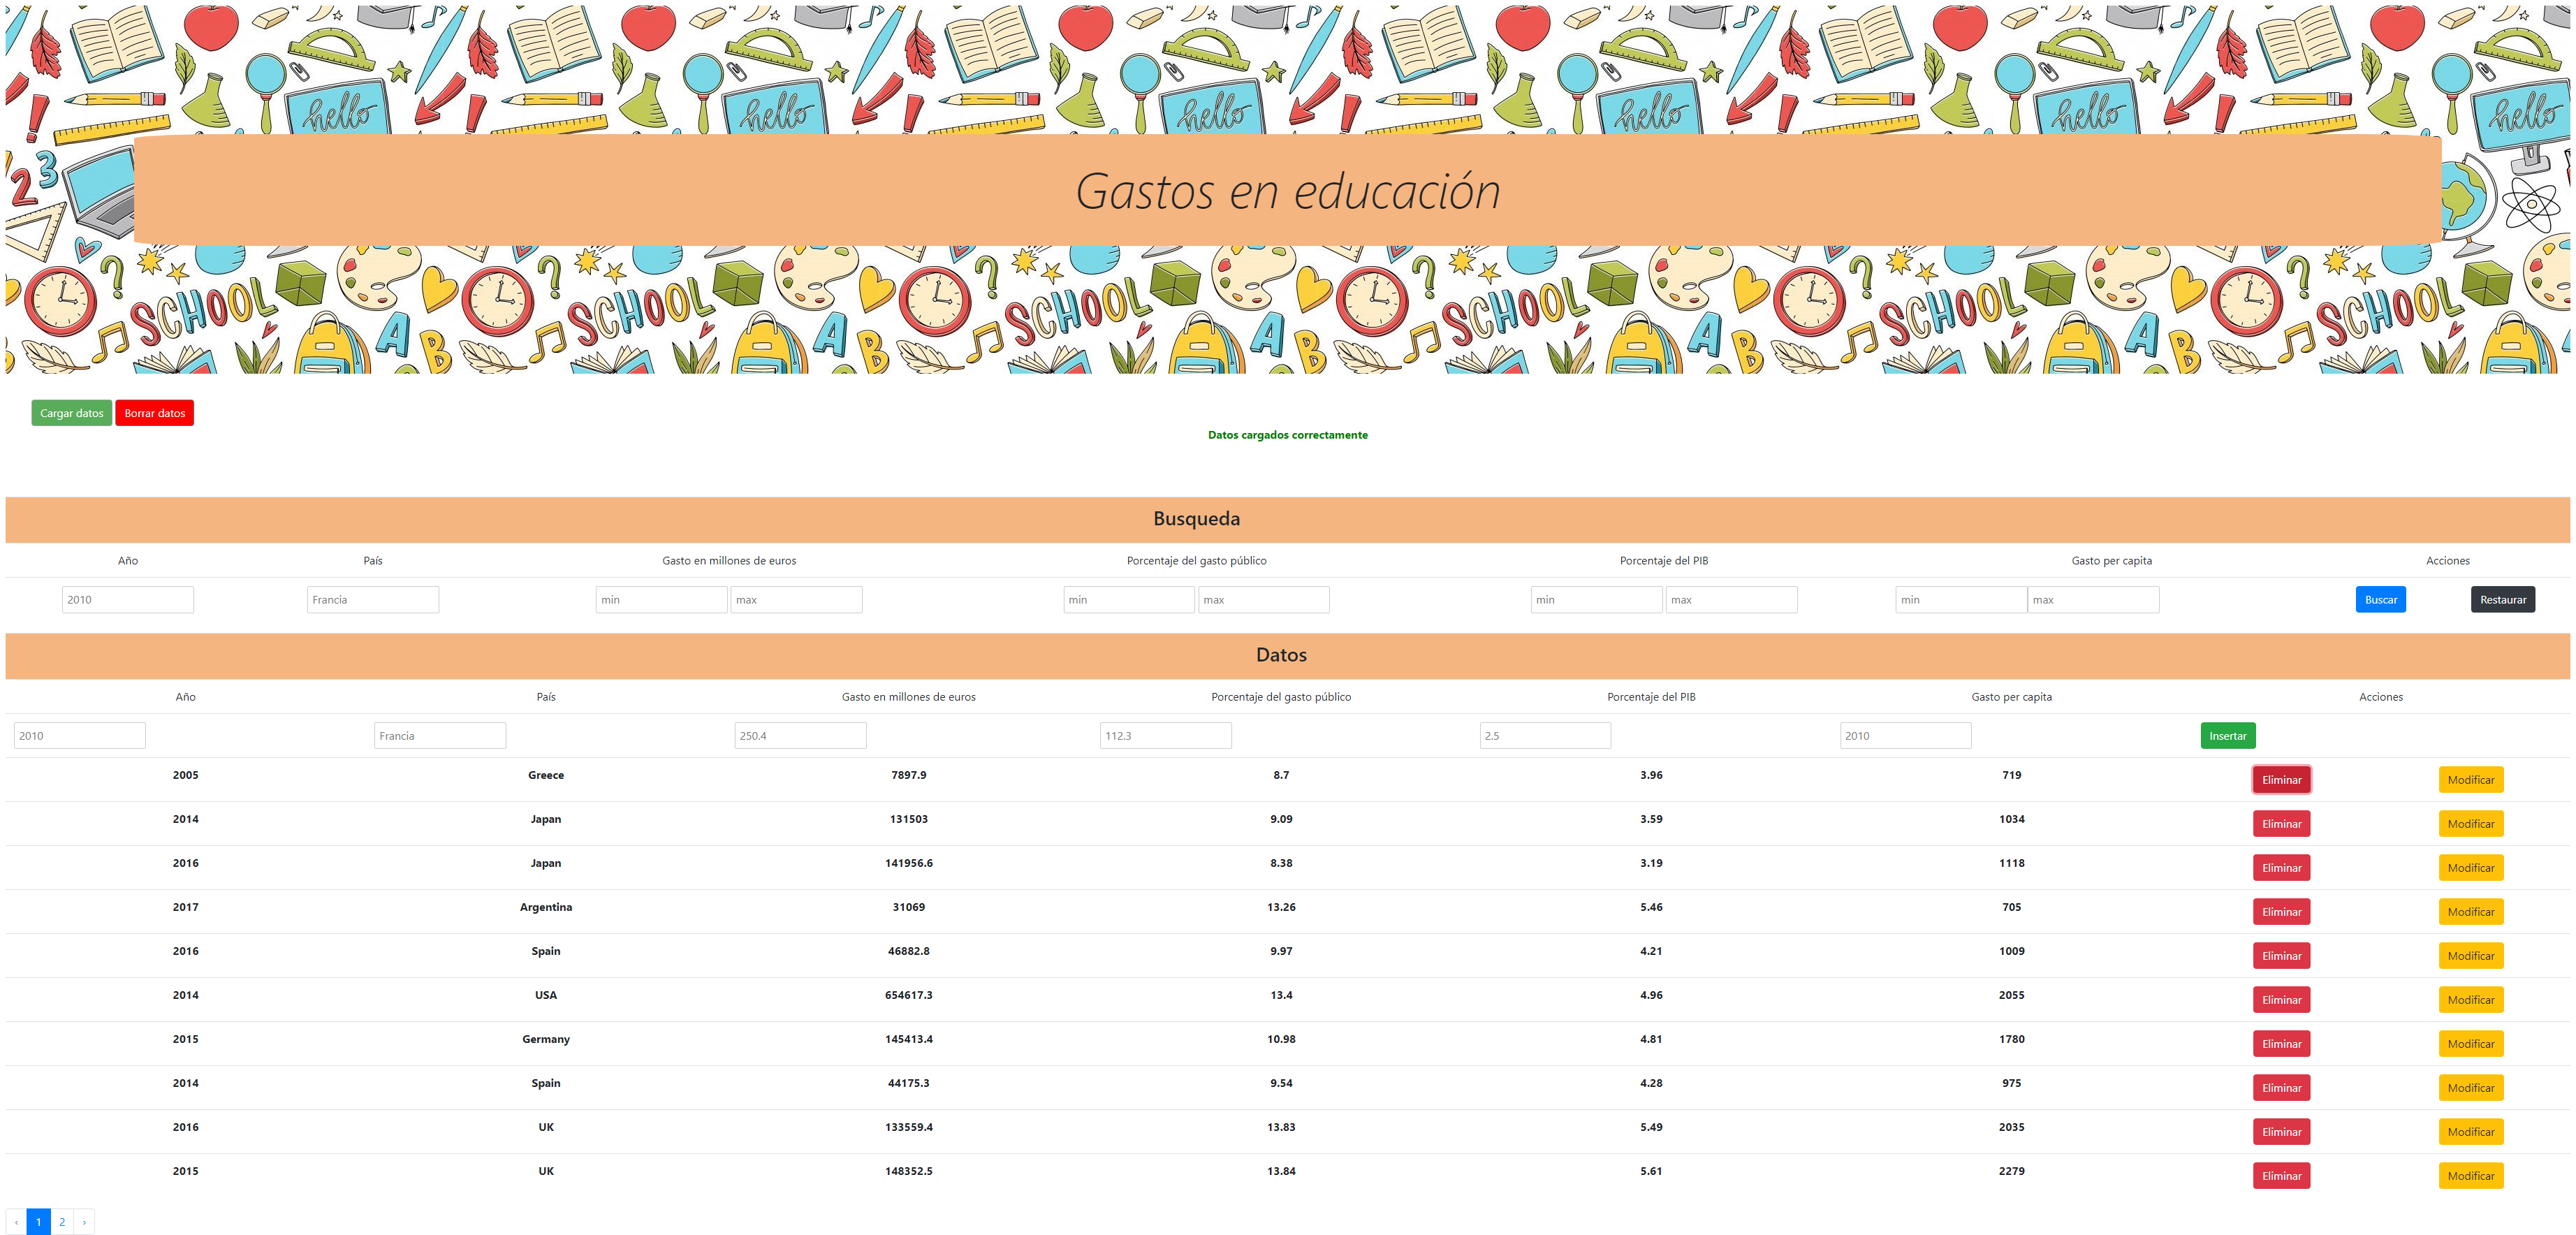 hello hello hello hello hello hello
2 3
Gastos en educación
? ? ? ? ? ?
SCHOOL SCHOOL SCHOOL SCHOOL SCHOOL SCHOOL
A B A B A B A B A B A B
Cargar datos Borrar datos
Datos cargados correctamente
Busqueda
Año País Gasto en millones de euros Porcentaje del gasto público Porcentaje del PIB Gasto per capita Acciones
2010 Francia min max min max min max min max Buscar Restaurar
Datos
Año País Gasto en millones de euros Porcentaje del gasto público Porcentaje del PIB Gasto per capita Acciones
2010 Francia 250.4 112.3 2.5 2010 Insertar
2005 Greece 7897.9 8.7 3.96 719 Eliminar Modificar
2014 Japan 131503 9.09 3.59 1034 Eliminar Modificar
2016 Japan 141956.6 8.38 3.19 1118 Eliminar Modificar
2017 Argentina 31069 13.26 5.46 705 Eliminar Modificar
2016 Spain 46882.8 9.97 4.21 1009 Eliminar Modificar
2014 USA 654617.3 13.4 4.96 2055 Eliminar Modificar
2015 Germany 145413.4 10.98 4.81 1780 Eliminar Modificar
2014 Spain 44175.3 9.54 4.28 975 Eliminar Modificar
2016 UK 133559.4 13.83 5.49 2035 Eliminar Modificar
2015 UK 148352.5 13.84 5.61 2279 Eliminar Modificar
‹ 1 2 ›